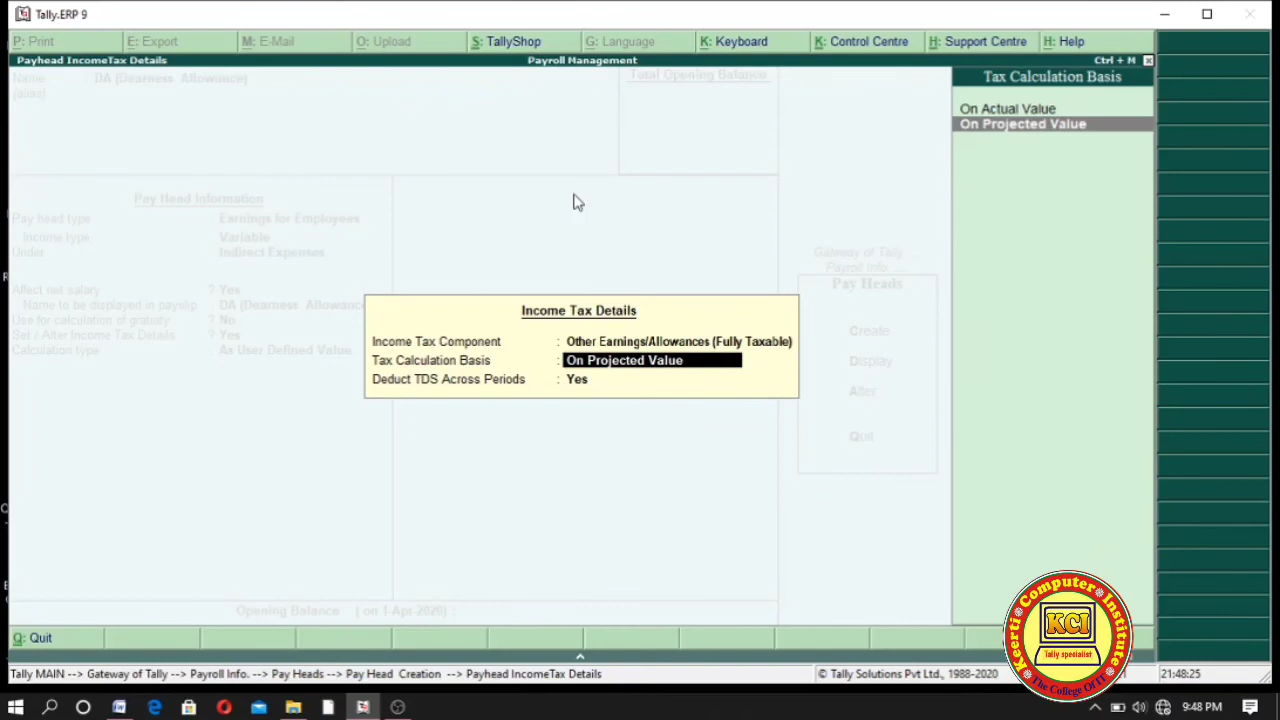 Tally.ERP 9
P: Print E: Export M: E-Mail O: Upload S: TallyShop G: Language K: Keyboard K: Control Centre H: Support Centre H: Help
Payhead IncomeTax Details Payroll Management Ctrl + M
Name DA (Dearness Allowance)
(alias)
Total Opening Balance
Tax Calculation Basis
On Actual Value
On Projected Value
Pay Head Information
Pay head type Earnings for Employees
Income type Variable
Under Indirect Expenses
Affect net salary ? Yes
Name to be displayed in payslip DA (Dearness Allowance
Use for calculation of gratuity ? No
Set / Alter Income Tax Details ? Yes
Calculation type As User Defined Value
Income Tax Details
Income Tax Component : Other Earnings/Allowances (Fully Taxable)
Tax Calculation Basis : On Projected Value
Deduct TDS Across Periods : Yes
Gateway of Tally ...
Payroll Info. ...
Pay Heads
Create
Display
Alter
Quit
Opening Balance ( on 1-Apr-2020) :
Q: Quit
Tally MAIN --> Gateway of Tally --> Payroll Info. --> Pay Heads --> Pay Head Creation --> Payhead IncomeTax Details
© Tally Solutions Pvt Ltd., 1988-2020
21:48:25
Keerti Computer Institute
KCI
Tally specialist
The College Of IT
9:48 PM